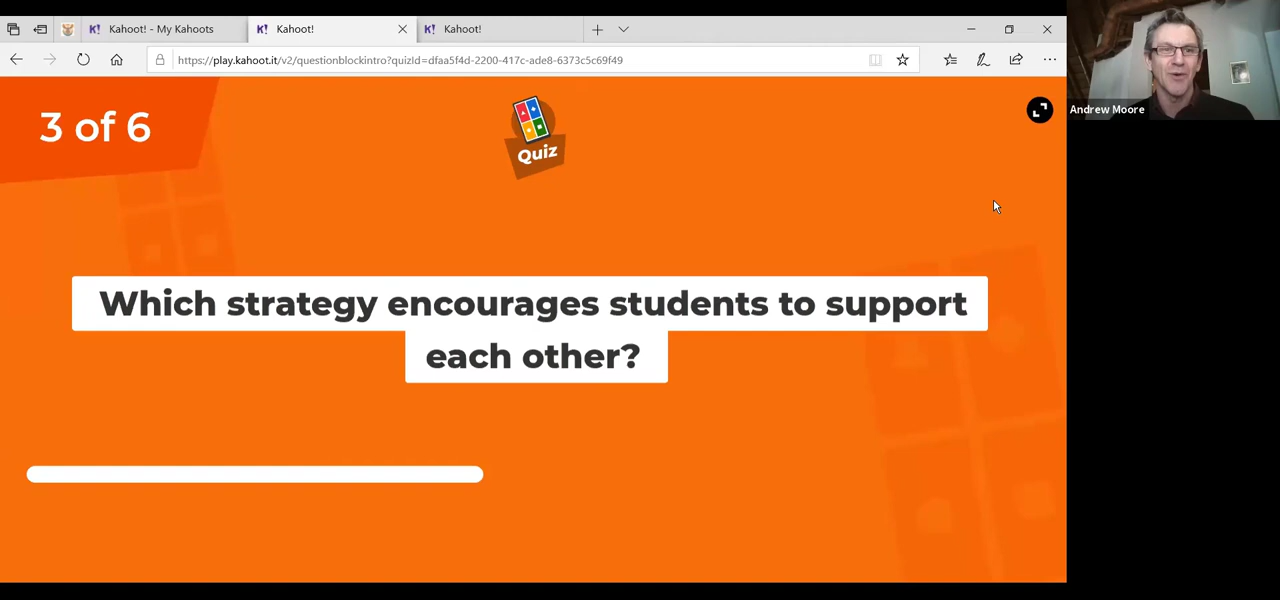 Kahoot! - My Kahoots
Kahoot!
Kahoot!
https://play.kahoot.it/v2/questionblockintro?quizId=dfaa5f4d-2200-417c-ade8-6373c5c69f49
Andrew Moore
3 of 6
Quiz
Which strategy encourages students to support
each other?